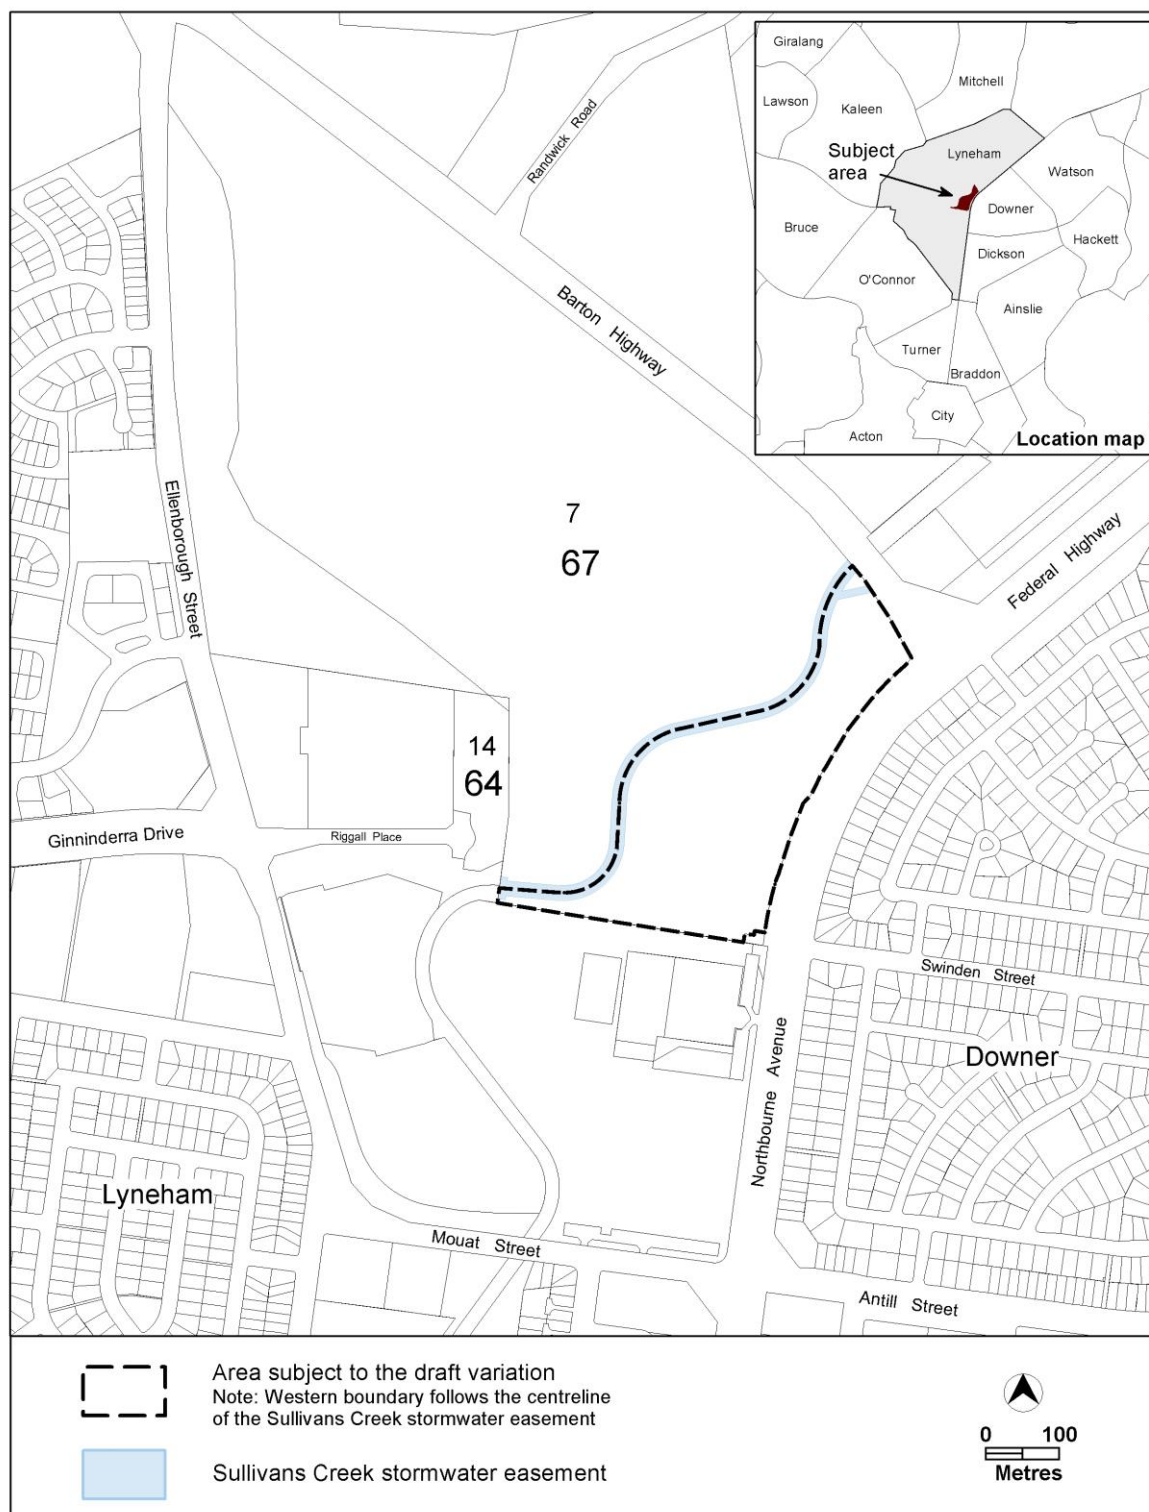 Giralang
Mitchell
Lawson
Kaleen
Lyneham
Subject
area
Watson
Downer
Bruce
Hackett
Dickson
O'Connor
Ainslie
Turner
Braddon
City
Acton
Location map
Randwick Road
Barton Highway
Federal Highway
Ellenborough Street
7
67
14
64
Ginninderra Drive
Riggall Place
Swinden Street
Northbourne Avenue
Downer
Lyneham
Mouat Street
Antill Street
Area subject to the draft variation
Note: Western boundary follows the centreline
of the Sullivans Creek stormwater easement
Sullivans Creek stormwater easement
0 100
Metres